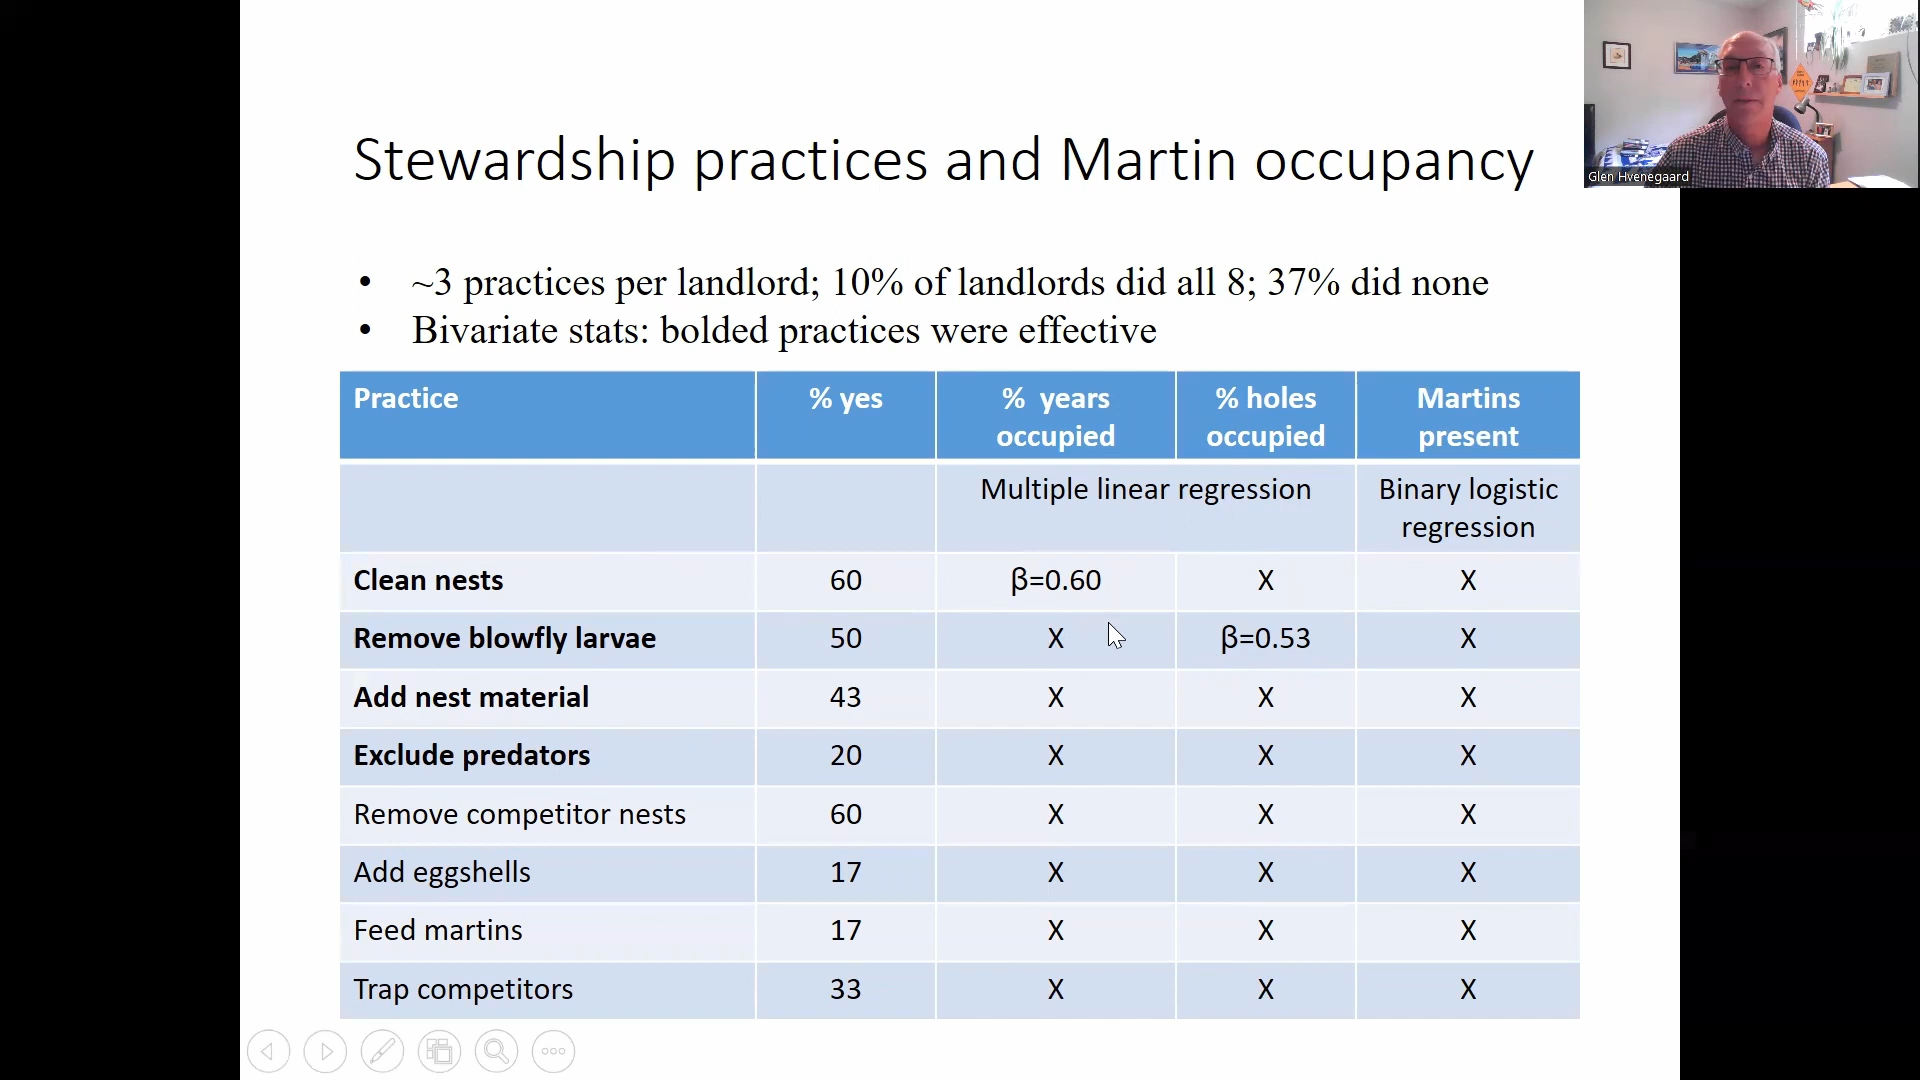 Stewardship practices and Martin occupancy
Glen Hvenegaard
• ~3 practices per landlord; 10% of landlords did all 8; 37% did none
• Bivariate stats: bolded practices were effective
Practice % yes % years occupied % holes occupied Martins present
Multiple linear regression Binary logistic regression
Clean nests 60 β=0.60 X X
Remove blowfly larvae 50 X β=0.53 X
Add nest material 43 X X X
Exclude predators 20 X X X
Remove competitor nests 60 X X X
Add eggshells 17 X X X
Feed martins 17 X X X
Trap competitors 33 X X X